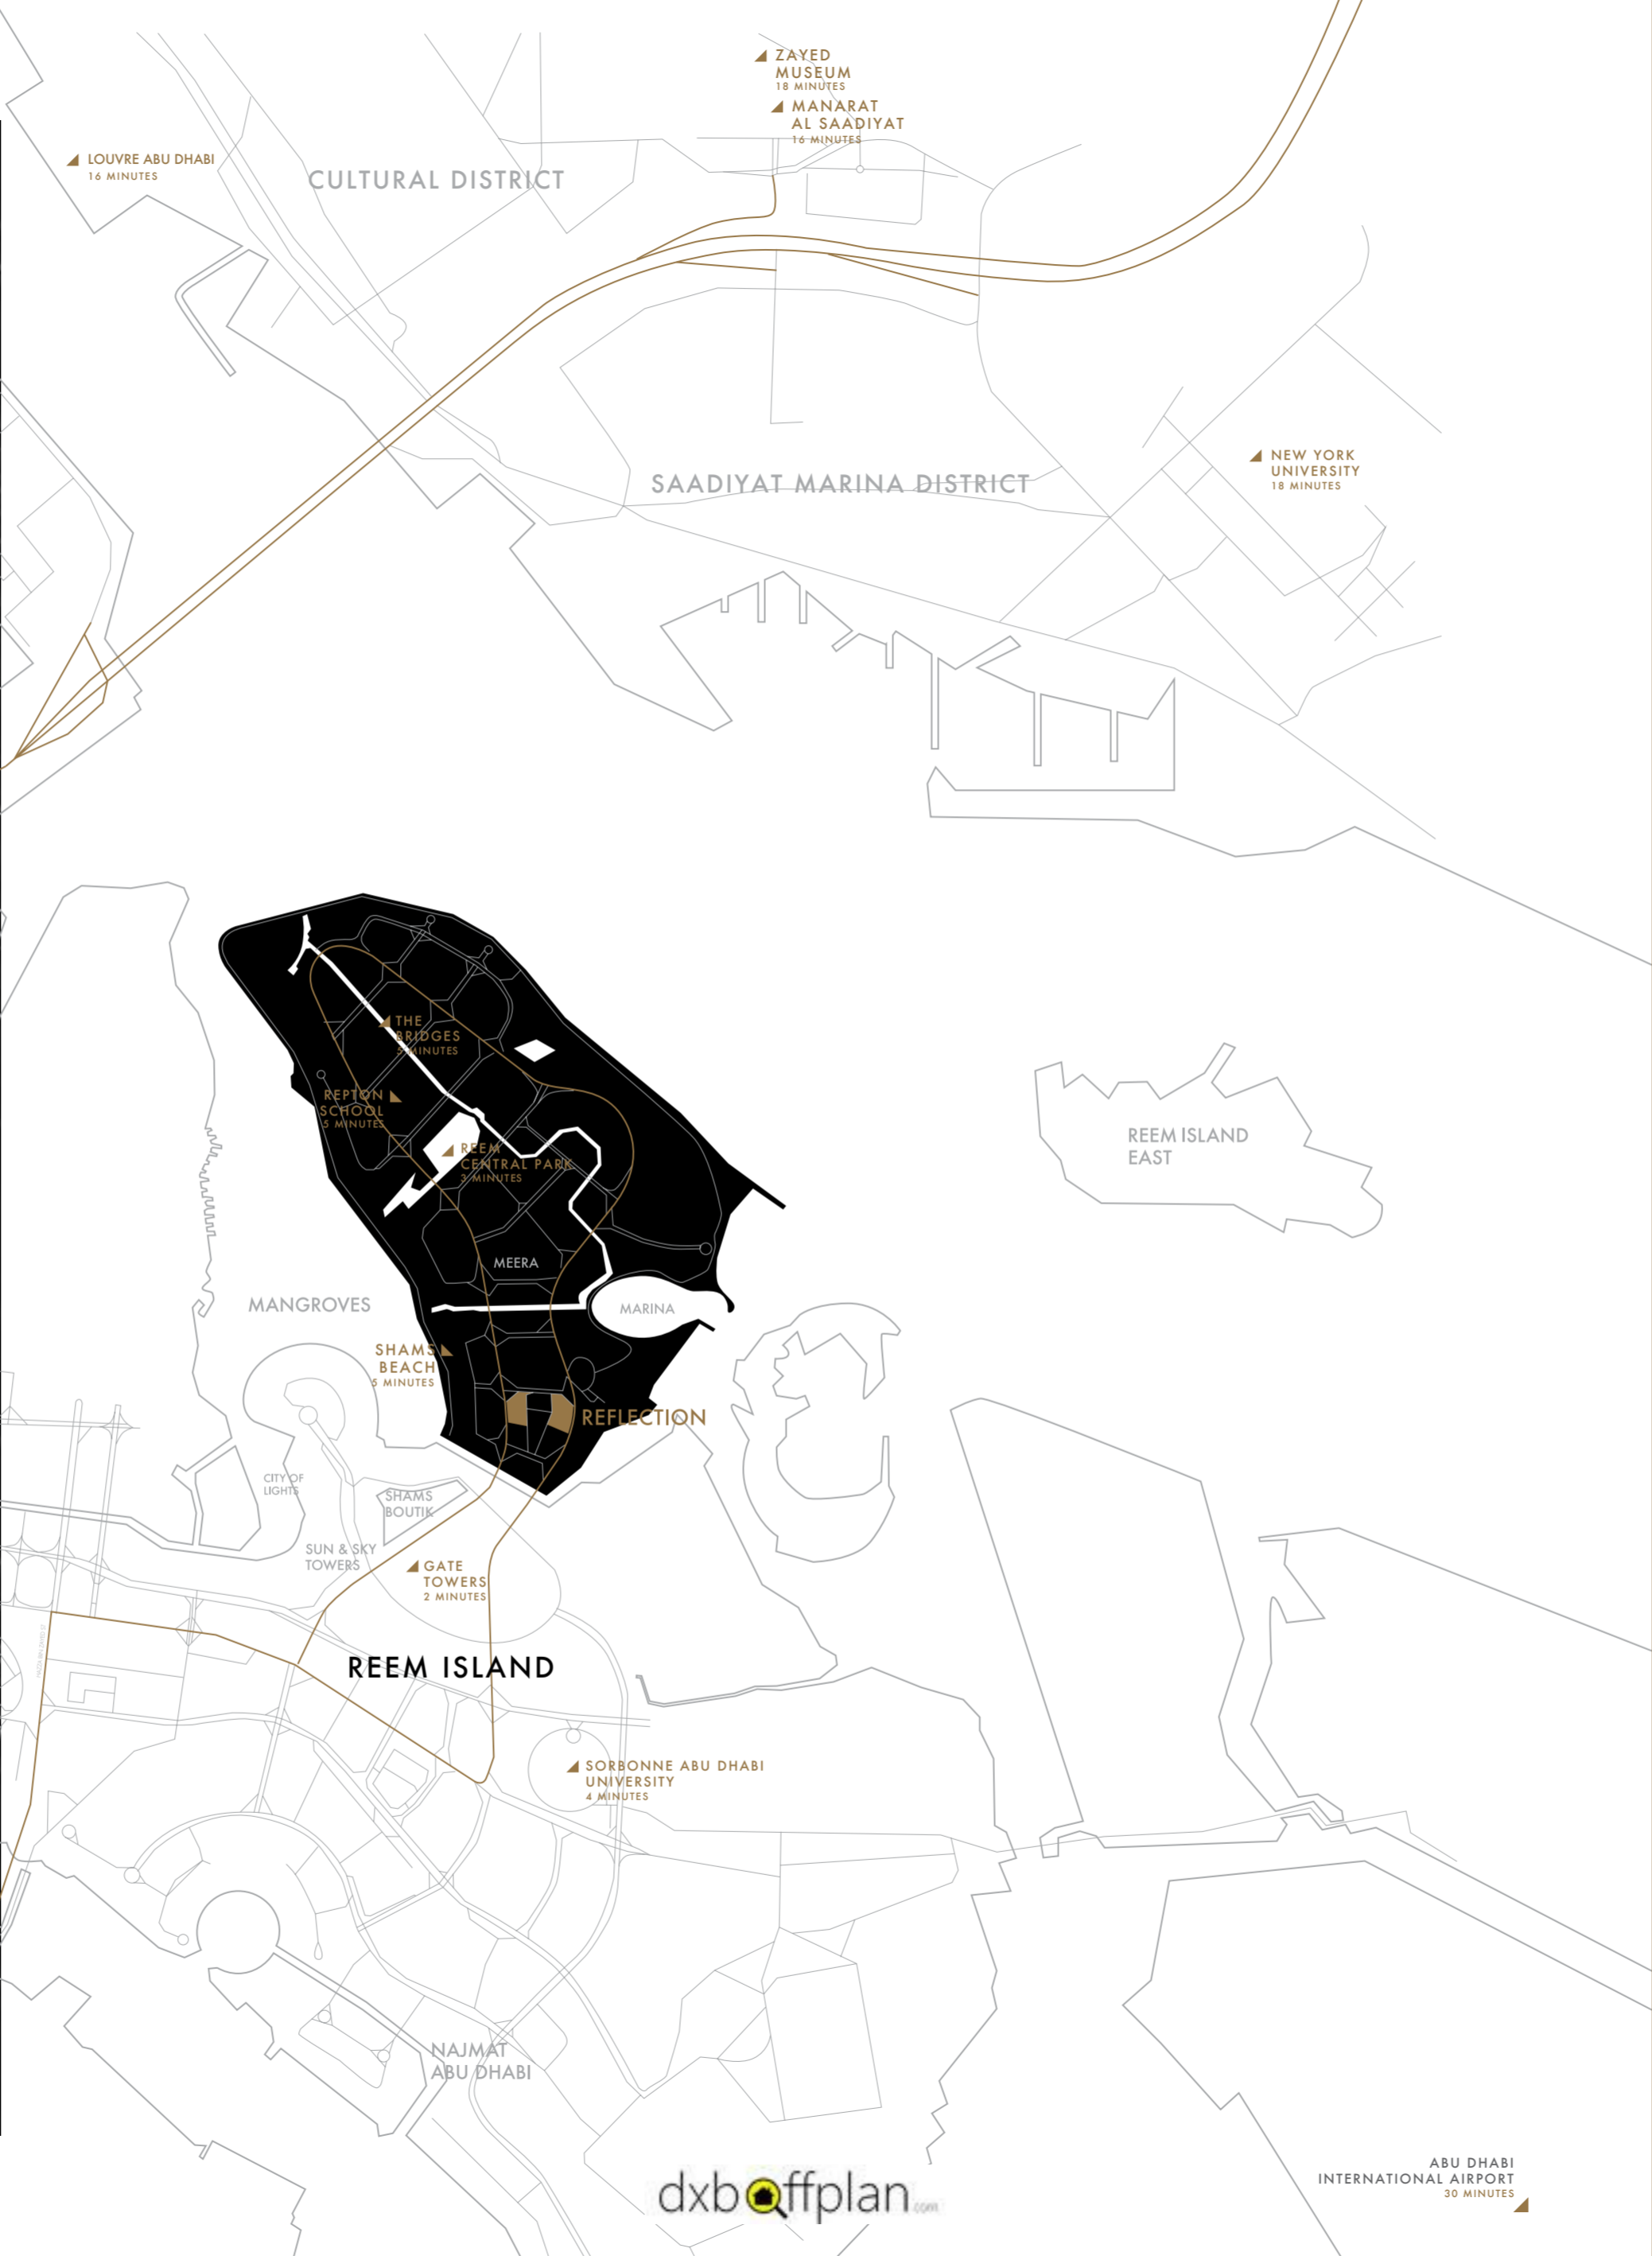 ZAYED
MUSEUM
18 MINUTES
MANARAT
AL SAADIYAT
16 MINUTES
LOUVRE ABU DHABI
16 MINUTES
CULTURAL DISTRICT
NEW YORK
UNIVERSITY
18 MINUTES
SAADIYAT MARINA DISTRICT
THE
BRIDGES
5 MINUTES
REPTON
SCHOOL
5 MINUTES
REEM
CENTRAL PARK
3 MINUTES
REEM ISLAND
EAST
MEERA
MANGROVES
MARINA
SHAMS
BEACH
5 MINUTES
REFLECTION
CITY OF
LIGHTS
SHAMS
BOUTIK
SUN & SKY
TOWERS
GATE
TOWERS
2 MINUTES
REEM ISLAND
SORBONNE ABU DHABI
UNIVERSITY
4 MINUTES
NAJMAT
ABU DHABI
ABU DHABI
INTERNATIONAL AIRPORT
30 MINUTES
dxboffplan.com